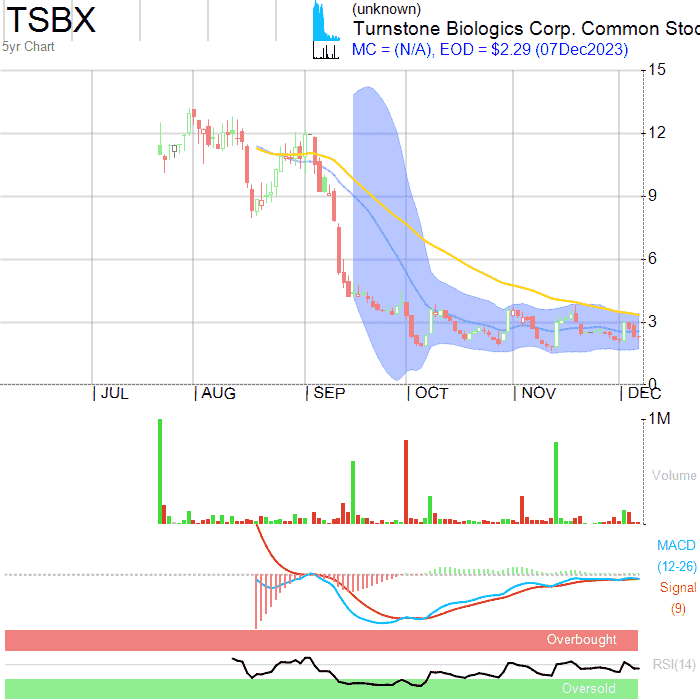 TSBX
5yr Chart
(unknown)
Turnstone Biologics Corp. Common Stoc
MC = (N/A), EOD = $2.29 (07Dec2023)
15
12
9
6
3
0
JUL
AUG
SEP
OCT
NOV
DEC
1M
Volume
MACD
(12-26)
Signal
(9)
Overbought
RSI(14)
Oversold